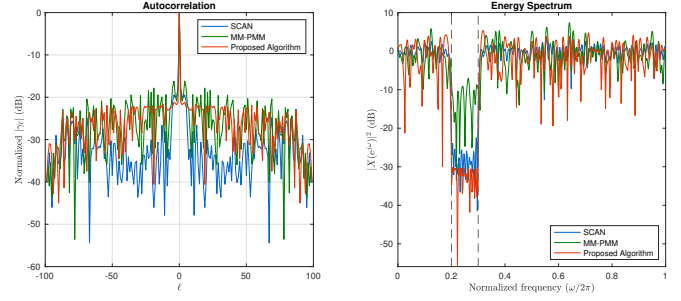 Autocorrelation
0
-10
-20
-30
-40
-50
-60
Normalized |γℓ| (dB)
-100
-50
0
50
100
ℓ
SCAN
MM-PMM
Proposed Algorithm
Energy Spectrum
10
0
-10
-20
-30
-40
-50
|X(e^{jω})|² (dB)
0
0.2
0.4
0.6
0.8
1
Normalized frequency (ω/2π)
SCAN
MM-PMM
Proposed Algorithm